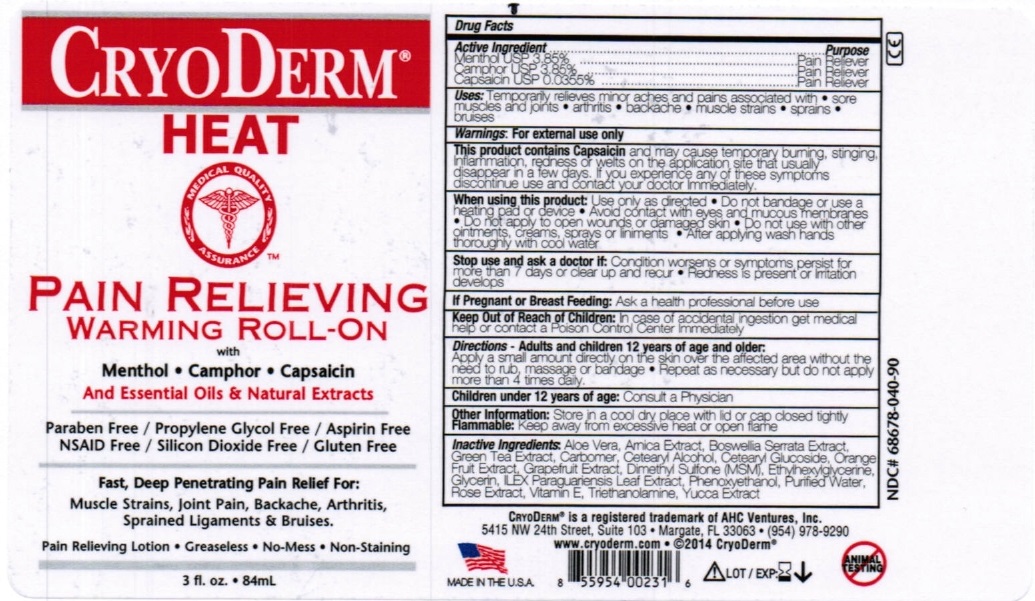 CRYODERM®
HEAT
MEDICAL QUALITY
ASSURANCE
™
PAIN RELIEVING
WARMING ROLL-ON
with
Menthol • Camphor • Capsaicin
And Essential Oils & Natural Extracts
Paraben Free / Propylene Glycol Free / Aspirin Free
NSAID Free / Silicon Dioxide Free / Gluten Free
Fast, Deep Penetrating Pain Relief For:
Muscle Strains, Joint Pain, Backache, Arthritis,
Sprained Ligaments & Bruises.
Pain Relieving Lotion • Greaseless • No-Mess • Non-Staining
3 fl. oz. • 84mL
Drug Facts
Active Ingredient Purpose
Menthol USP 3.85% Pain Reliever
Camphor USP 3.85% Pain Reliever
Capsaicin USP 0.0355% Pain Reliever
Uses: Temporarily relieves minor aches and pains associated with • sore
muscles and joints • arthritis • backache • muscle strains • sprains •
bruises
Warnings: For external use only
This product contains Capsaicin and may cause temporary burning, stinging,
Inflammation, redness or welts on the application site that usually
disappear in a few days. If you experience any of these symptoms
discontinue use and contact your doctor Immediately.
When using this product: Use only as directed • Do not bandage or use a
heating pad or device • Avoid contact with eyes and mucous membranes
• Do not apply to open wounds or damaged skin • Do not use with other
ointments, creams, sprays or liniments • After applying wash hands
thoroughly with cool water
Stop use and ask a doctor if: Condition worsens or symptoms persist for
more than 7 days or clear up and recur • Redness is present or Irritation
develops
If Pregnant or Breast Feeding: Ask a health professional before use
Keep Out of Reach of Children: In case of accidental ingestion get medical
help or contact a Poison Control Center Immediately
Directions - Adults and children 12 years of age and older:
Apply a small amount directly on the skin over the affected area without the
need to rub, massage or bandage • Repeat as necessary but do not apply
more than 4 times daily.
Children under 12 years of age: Consult a Physician
Other Information: Store in a cool dry place with lid or cap closed tightly
Flammable: Keep away from excessive heat or open flame
Inactive Ingredients: Aloe Vera, Arnica Extract, Boswellia Serrata Extract,
Green Tea Extract, Carbomer, Cetearyl Alcohol, Cetearyl Glucoside, Orange
Fruit Extract, Grapefruit Extract, Dimethyl Sulfone (MSM), Ethylhexylglycerine,
Glycerin, ILEX Paraguariensis Leaf Extract, Phenoxyethanol, Purified Water,
Rose Extract, Vitamin E, Triethanolamine, Yucca Extract
CRYODERM® is a registered trademark of AHC Ventures, Inc.
5415 NW 24th Street, Suite 103 • Margate, FL 33063 • (954) 978-9290
www.cryoderm.com • ©2014 CryoDerm®
MADE IN THE U.S.A.
8 55954 00231 6
LOT / EXP:
ANIMAL
TESTING
CE
NDC# 68678-040-90